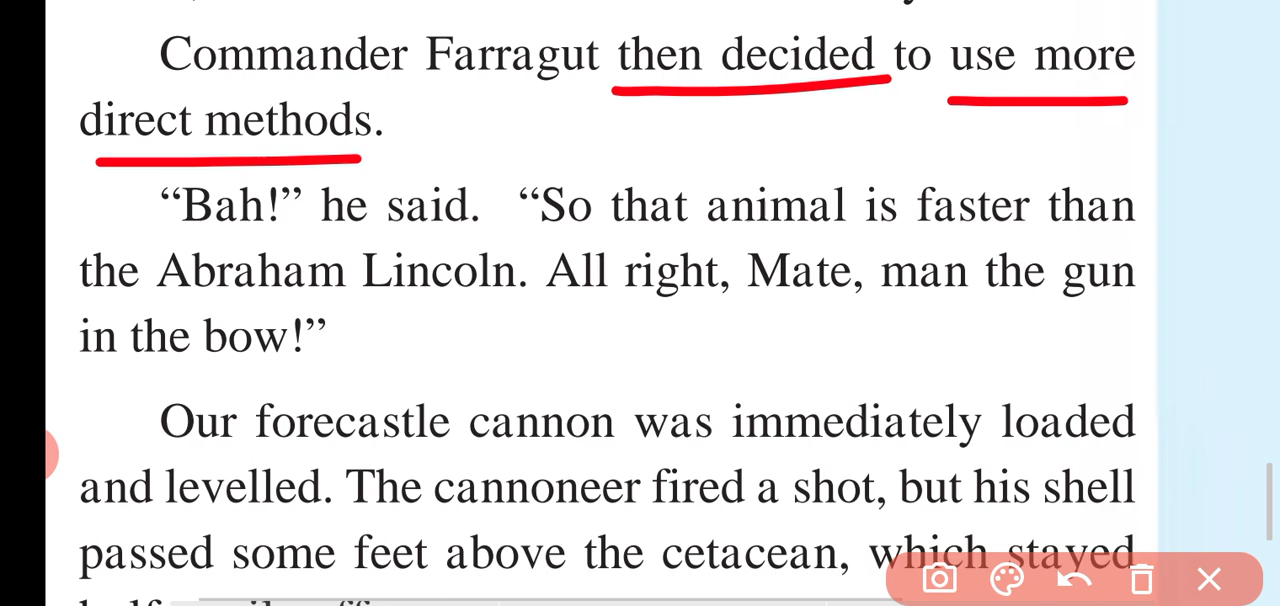 Commander Farragut then decided to use more
direct methods.
“Bah!” he said. “So that animal is faster than
the Abraham Lincoln. All right, Mate, man the gun
in the bow!”
Our forecastle cannon was immediately loaded
and levelled. The cannoneer fired a shot, but his shell
passed some feet above the cetacean, which stayed